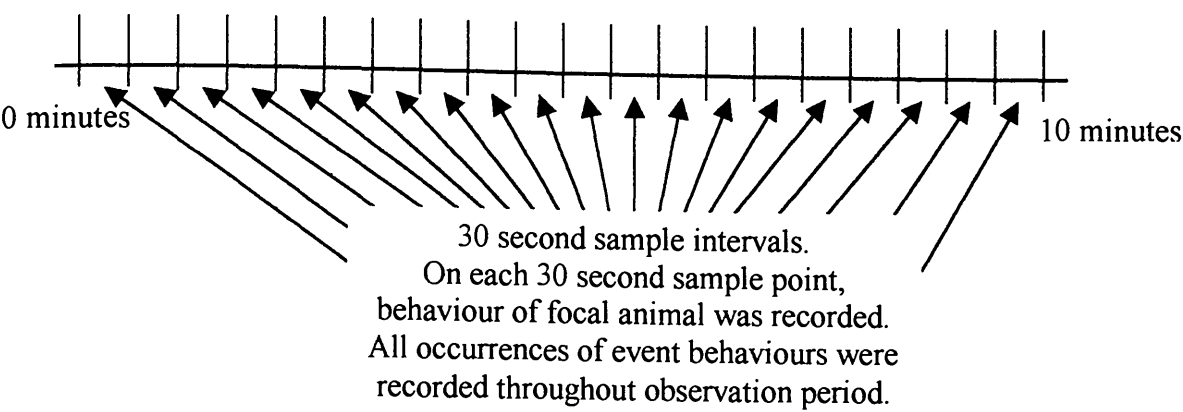 0 minutes
10 minutes
30 second sample intervals.
On each 30 second sample point,
behaviour of focal animal was recorded.
All occurrences of event behaviours were
recorded throughout observation period.